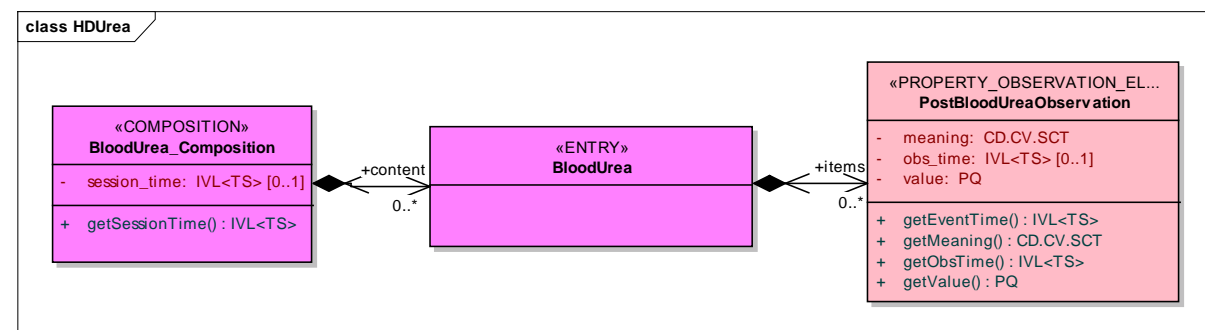 class HDUrea
«COMPOSITION»
BloodUrea_Composition
- session_time: IVL<TS> [0..1]
+ getSessionTime() : IVL<TS>
+content
0..*
«ENTRY»
BloodUrea
+items
0..*
«PROPERTY_OBSERVATION_EL...
PostBloodUreaObservation
- meaning: CD.CV.SCT
- obs_time: IVL<TS> [0..1]
- value: PQ
+ getEventTime() : IVL<TS>
+ getMeaning() : CD.CV.SCT
+ getObsTime() : IVL<TS>
+ getValue() : PQ